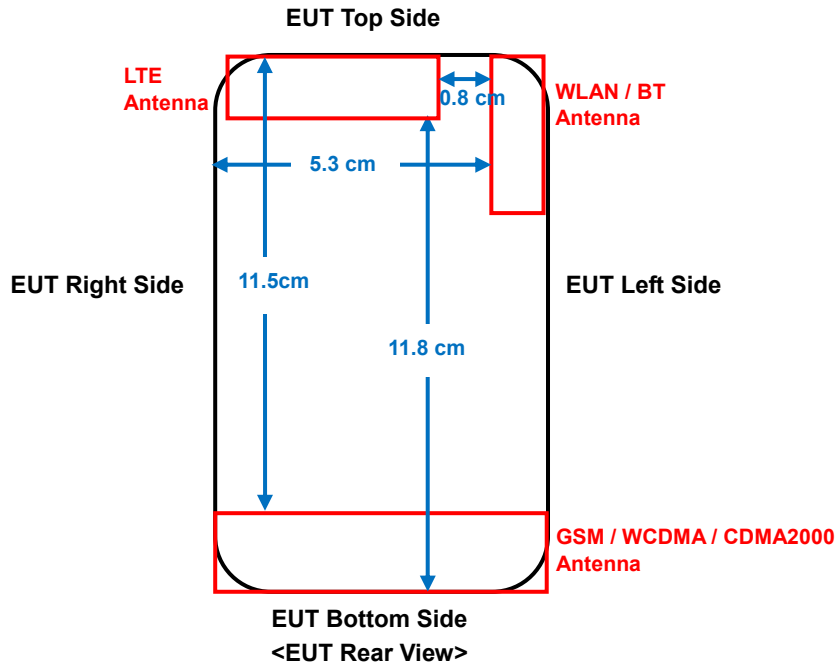 EUT Top Side
LTE
Antenna
0.8 cm
WLAN / BT
Antenna
5.3 cm
EUT Right Side
11.5cm
EUT Left Side
11.8 cm
GSM / WCDMA / CDMA2000
Antenna
EUT Bottom Side
<EUT Rear View>